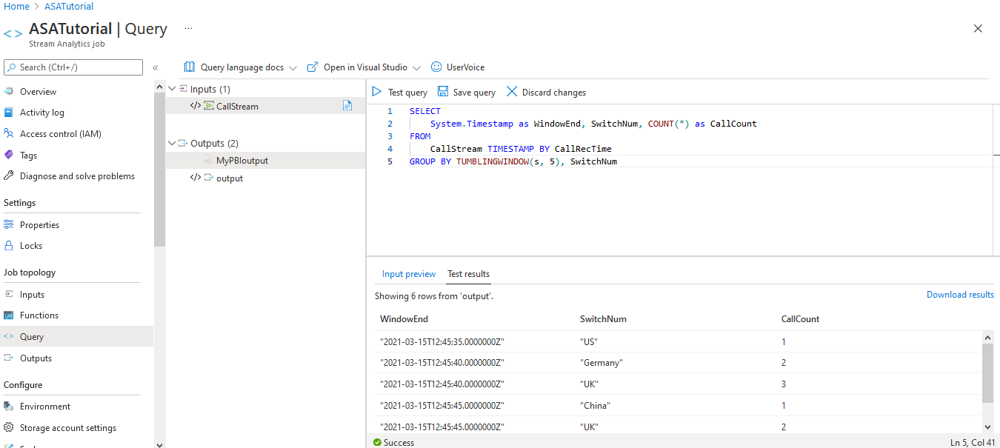 Home > ASATutorial
<> ASATutorial | Query ...
Stream Analytics job
Search (Ctrl+/) «
Overview
Activity log
Access control (IAM)
Tags
Diagnose and solve problems
Settings
Properties
Locks
Job topology
Inputs
Functions
<> Query
Outputs
Configure
Environment
Storage account settings
Query language docs Open in Visual Studio UserVoice
Inputs (1)
</> CallStream
Outputs (2)
MyPBIoutput
</> output
Test query Save query Discard changes
1 SELECT
2 System.Timestamp as WindowEnd, SwitchNum, COUNT(*) as CallCount
3 FROM
4 CallStream TIMESTAMP BY CallRecTime
5 GROUP BY TUMBLINGWINDOW(s, 5), SwitchNum
Input preview Test results
Showing 6 rows from 'output'. Download results
WindowEnd SwitchNum CallCount
"2021-03-15T12:45:35.0000000Z" "US" 1
"2021-03-15T12:45:40.0000000Z" "Germany" 2
"2021-03-15T12:45:40.0000000Z" "UK" 3
"2021-03-15T12:45:45.0000000Z" "China" 1
"2021-03-15T12:45:45.0000000Z" "UK" 2
Success Ln 5, Col 41